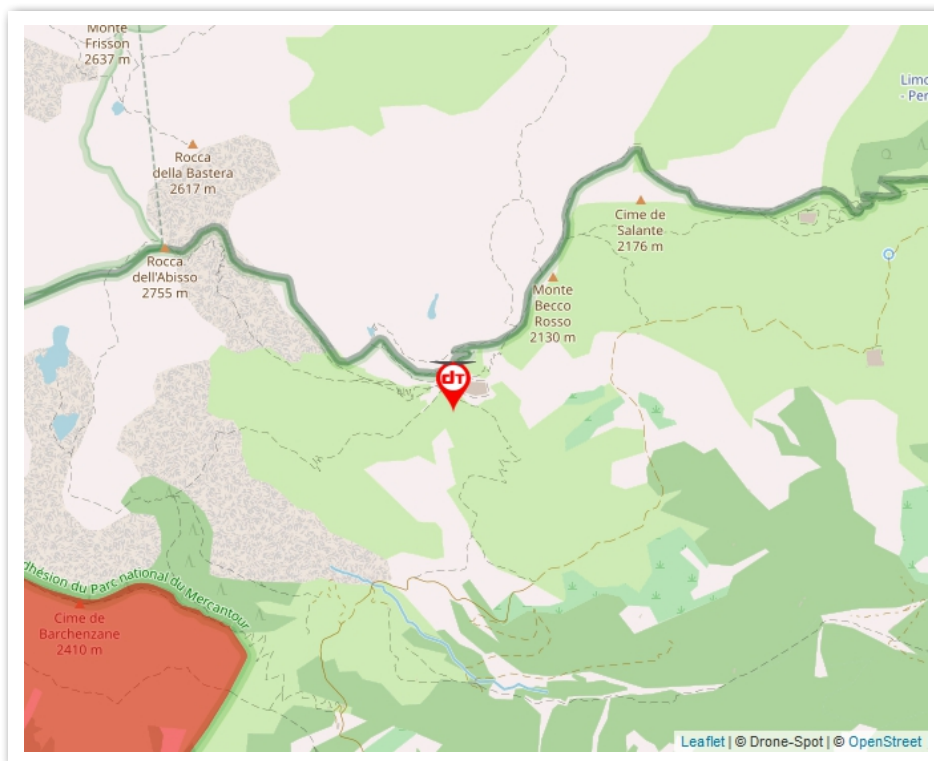 Monte
Frisson
2637 m
Limo
- Per
Rocca
della Bastera
2617 m
Cime de
Salante
2176 m
Rocca
dell'Abisso
2755 m
Monte
Becco
Rosso
2130 m
dT
dhésion du Parc national du Mercantour
Cime de
Barchenzane
2410 m
Leaflet | © Drone-Spot | © OpenStreet